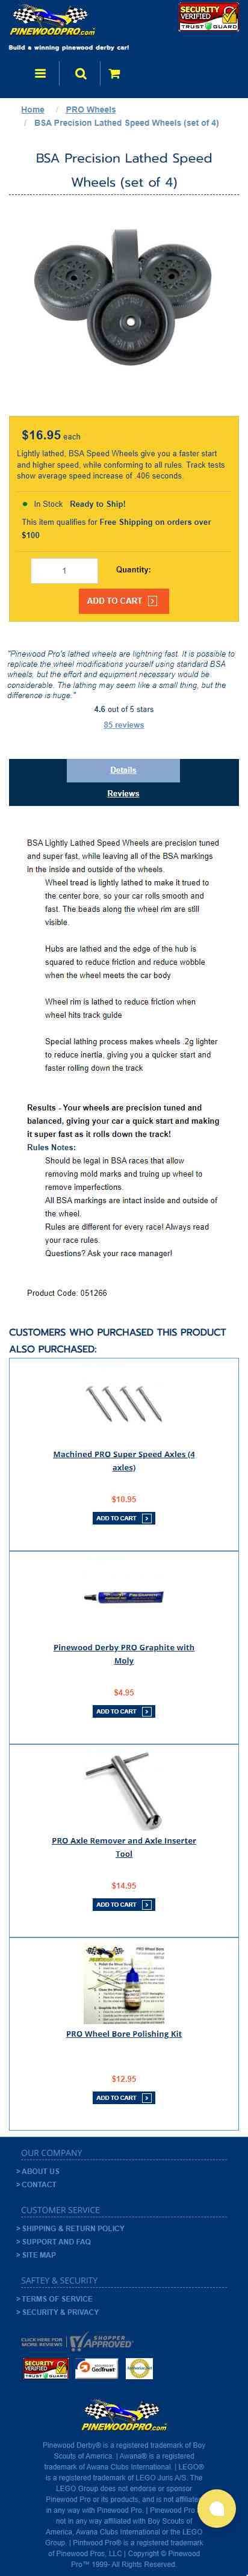 PINEWOODPRO.com
Build a winning pinewood derby car!
SECURITY
VERIFIED
TRUST GUARD
Home / PRO Wheels
/ BSA Precision Lathed Speed Wheels (set of 4)
BSA Precision Lathed Speed
Wheels (set of 4)
$16.95 each
Lightly lathed, BSA Speed Wheels give you a faster start
and higher speed, while conforming to all rules. Track tests
show average speed increase of .406 seconds.
In Stock Ready to Ship!
This item qualifies for Free Shipping on orders over
$100
1 Quantity:
ADD TO CART
"Pinewood Pro's lathed wheels are lightning fast. It is possible to
replicate the wheel modifications yourself using standard BSA
wheels, but the effort and equipment necessary would be
considerable. The lathing may seem like a small thing, but the
difference is huge."
4.6 out of 5 stars
85 reviews
Details
Reviews
BSA Lightly Lathed Speed Wheels are precision tuned
and super fast, while leaving all of the BSA markings
in the inside and outside of the wheels.
Wheel tread is lightly lathed to make it trued to
the center bore, so your car rolls smooth and
fast. The beads along the wheel rim are still
visible.
Hubs are lathed and the edge of the hub is
squared to reduce friction and reduce wobble
when the wheel meets the car body
Wheel rim is lathed to reduce friction when
wheel hits track guide
Special lathing process makes wheels .2g lighter
to reduce inertia, giving you a quicker start and
faster rolling down the track
Results - Your wheels are precision tuned and
balanced, giving your car a quick start and making
it super fast as it rolls down the track!
Rules Notes:
Should be legal in BSA races that allow
removing mold marks and truing up wheel to
remove imperfections.
All BSA markings are intact inside and outside of
the wheel.
Rules are different for every race! Always read
your race rules.
Questions? Ask your race manager!
Product Code: 051266
CUSTOMERS WHO PURCHASED THIS PRODUCT
ALSO PURCHASED:
Machined PRO Super Speed Axles (4
axles)
$10.95
ADD TO CART
Pinewood Derby PRO Graphite with
Moly
$4.95
ADD TO CART
PRO Axle Remover and Axle Inserter
Tool
$14.95
ADD TO CART
PRO Wheel Bore Polishing Kit
$12.95
ADD TO CART
OUR COMPANY
> ABOUT US
> CONTACT
CUSTOMER SERVICE
> SHIPPING & RETURN POLICY
> SUPPORT AND FAQ
> SITE MAP
SAFTEY & SECURITY
> TERMS OF SERVICE
> SECURITY & PRIVACY
CLICK HERE FOR
MORE REVIEWS
SHOPPER
APPROVED
SECURITY
VERIFIED
TRUST GUARD
GeoTrust
PINEWOODPRO.com
Pinewood Derby® is a registered trademark of Boy
Scouts of America. | Awana® is a registered
trademark of Awana Clubs International. | LEGO®
is a registered trademark of LEGO Juris A/S. The
LEGO Group does not endorse or sponsor
Pinewood Pro or its products, and is not affiliated
in any way with Pinewood Pro. | Pinewood Pro is
not in any way affiliated with Boy Scouts of
America, Awana Clubs International or the LEGO
Group. | Pinewood Pro® is a registered trademark
of Pinewood Pros, LLC | Copyright © Pinewood
Pro™ 1999- All Rights Reserved.